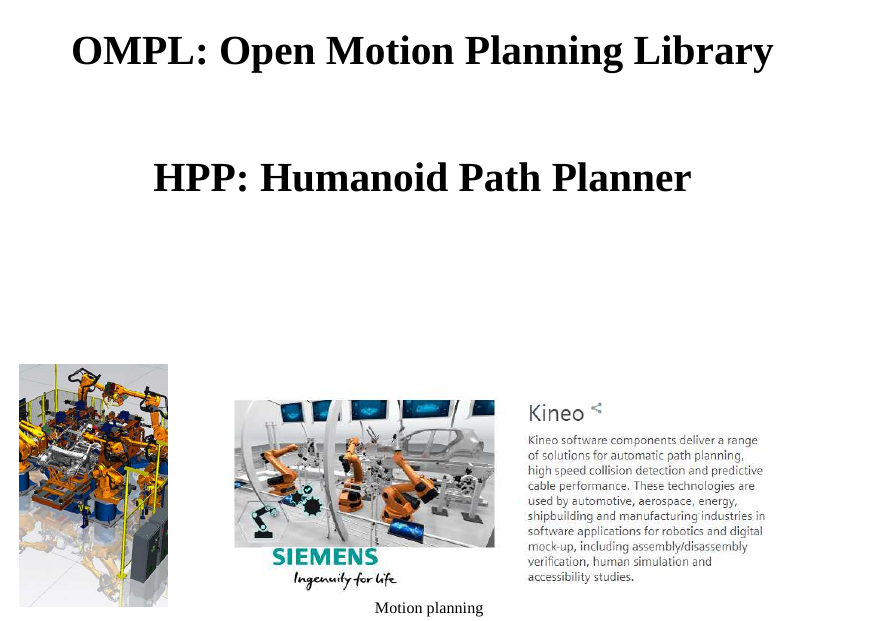 OMPL: Open Motion Planning Library
HPP: Humanoid Path Planner
Kineo
Kineo software components deliver a range
of solutions for automatic path planning,
high speed collision detection and predictive
cable performance. These technologies are
used by automotive, aerospace, energy,
shipbuilding and manufacturing industries in
software applications for robotics and digital
mock-up, including assembly/disassembly
verification, human simulation and
accessibility studies.
SIEMENS
Ingenuity for life
Motion planning